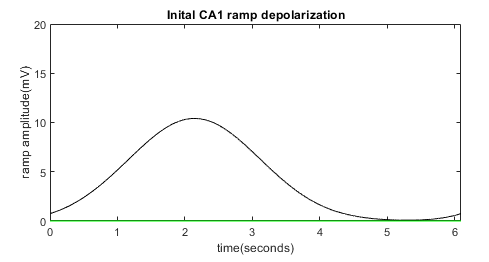 Inital CA1 ramp depolarization
20
15
10
5
0
ramp amplitude(mV)
0 1 2 3 4 5 6
time(seconds)